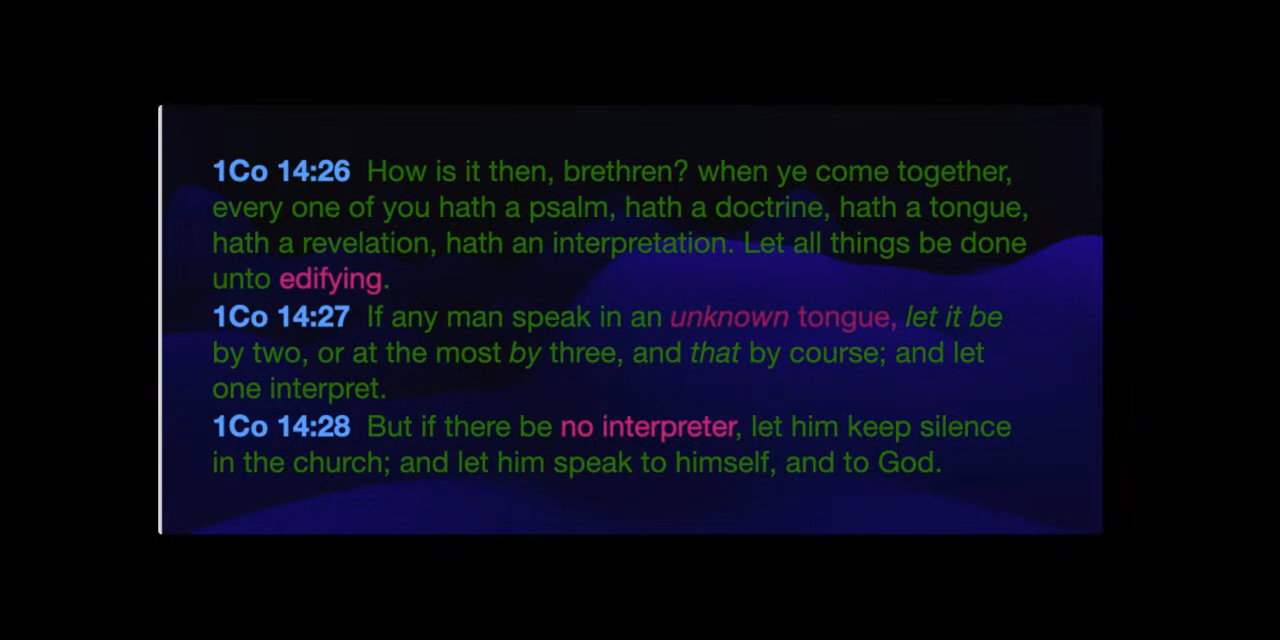 1Co 14:26 How is it then, brethren? when ye come together,
every one of you hath a psalm, hath a doctrine, hath a tongue,
hath a revelation, hath an interpretation. Let all things be done
unto edifying.
1Co 14:27 If any man speak in an unknown tongue, let it be
by two, or at the most by three, and that by course; and let
one interpret.
1Co 14:28 But if there be no interpreter, let him keep silence
in the church; and let him speak to himself, and to God.